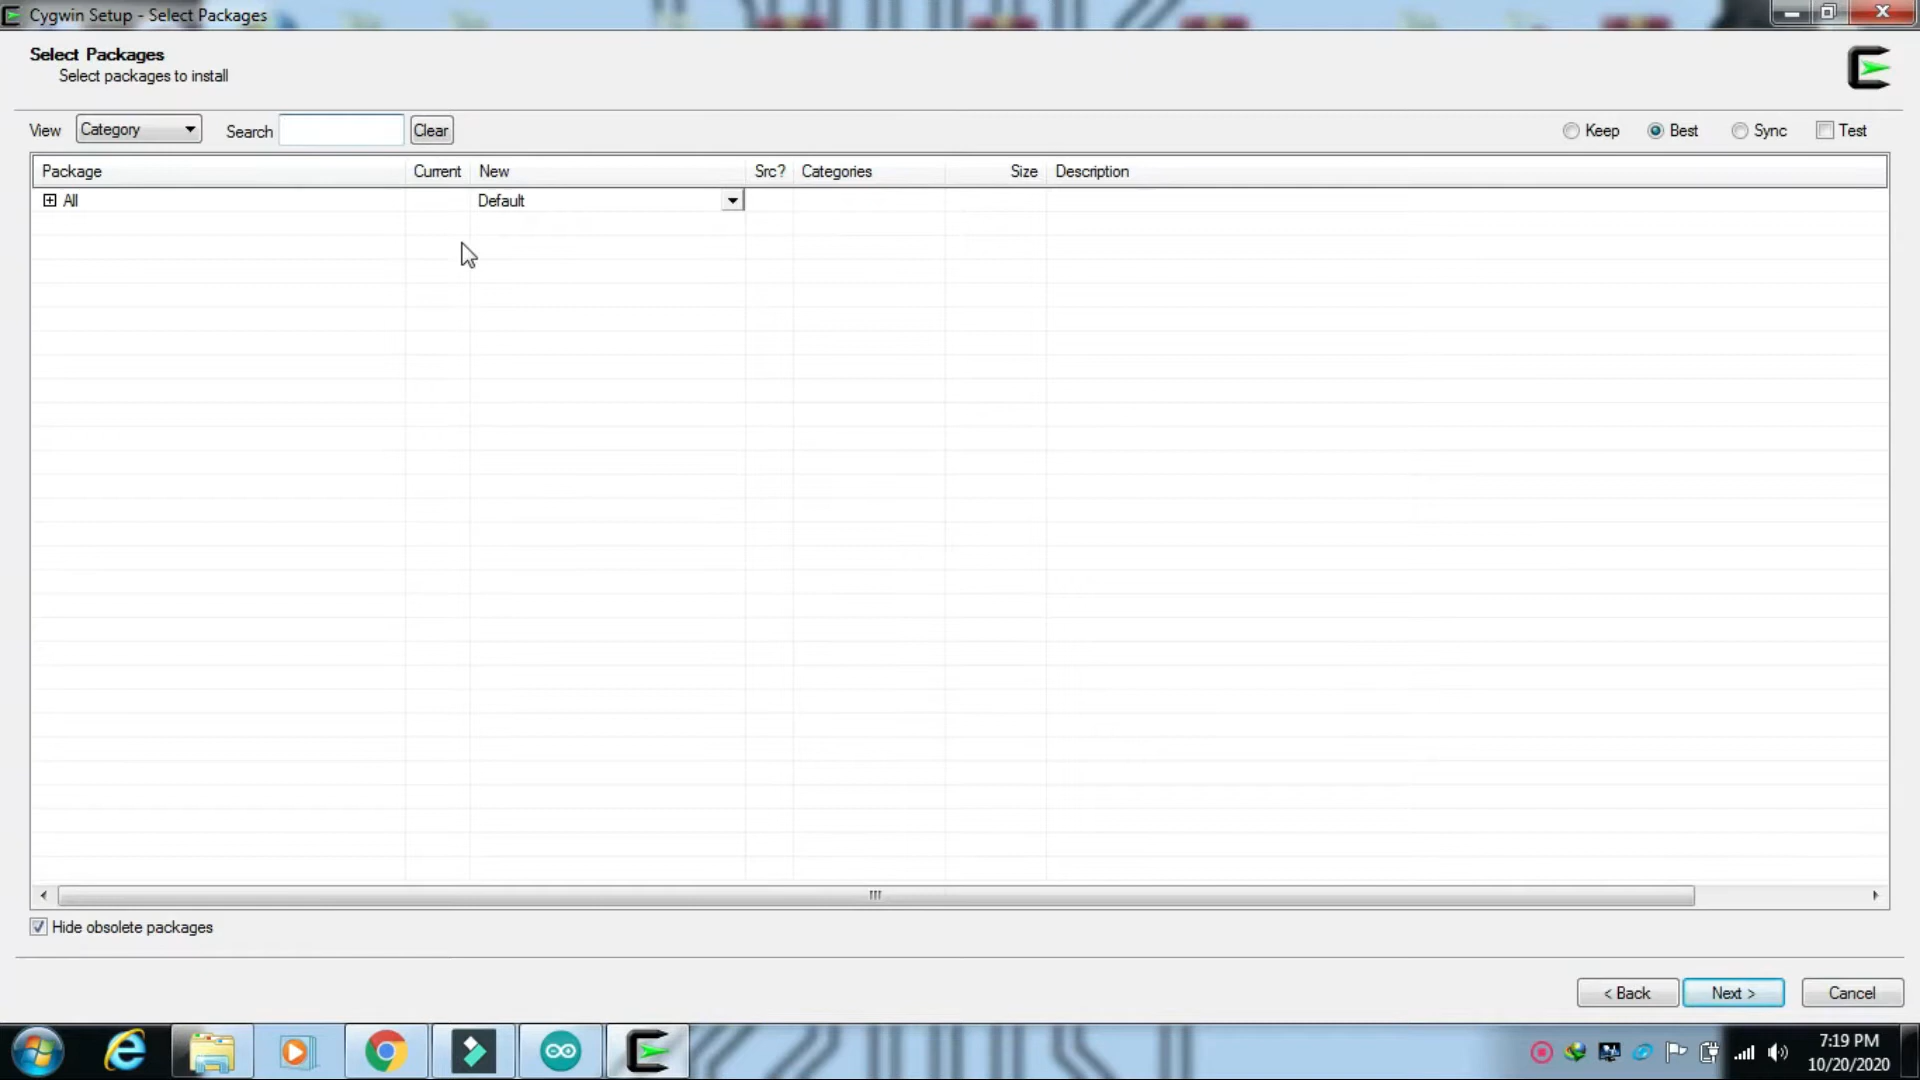 Cygwin Setup - Select Packages
Select Packages
Select packages to install
View Category Search Clear Keep Best Sync Test
Package Current New Src? Categories Size Description
All Default
Hide obsolete packages
< Back Next > Cancel
7:19 PM
10/20/2020